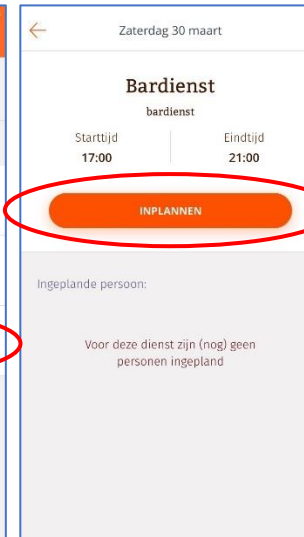 Zaterdag 30 maart
Bardienst
bardienst
Starttijd Eindtijd
17:00 21:00
INPLANNEN
Ingeplande persoon:
Voor deze dienst zijn (nog) geen
personen ingepland